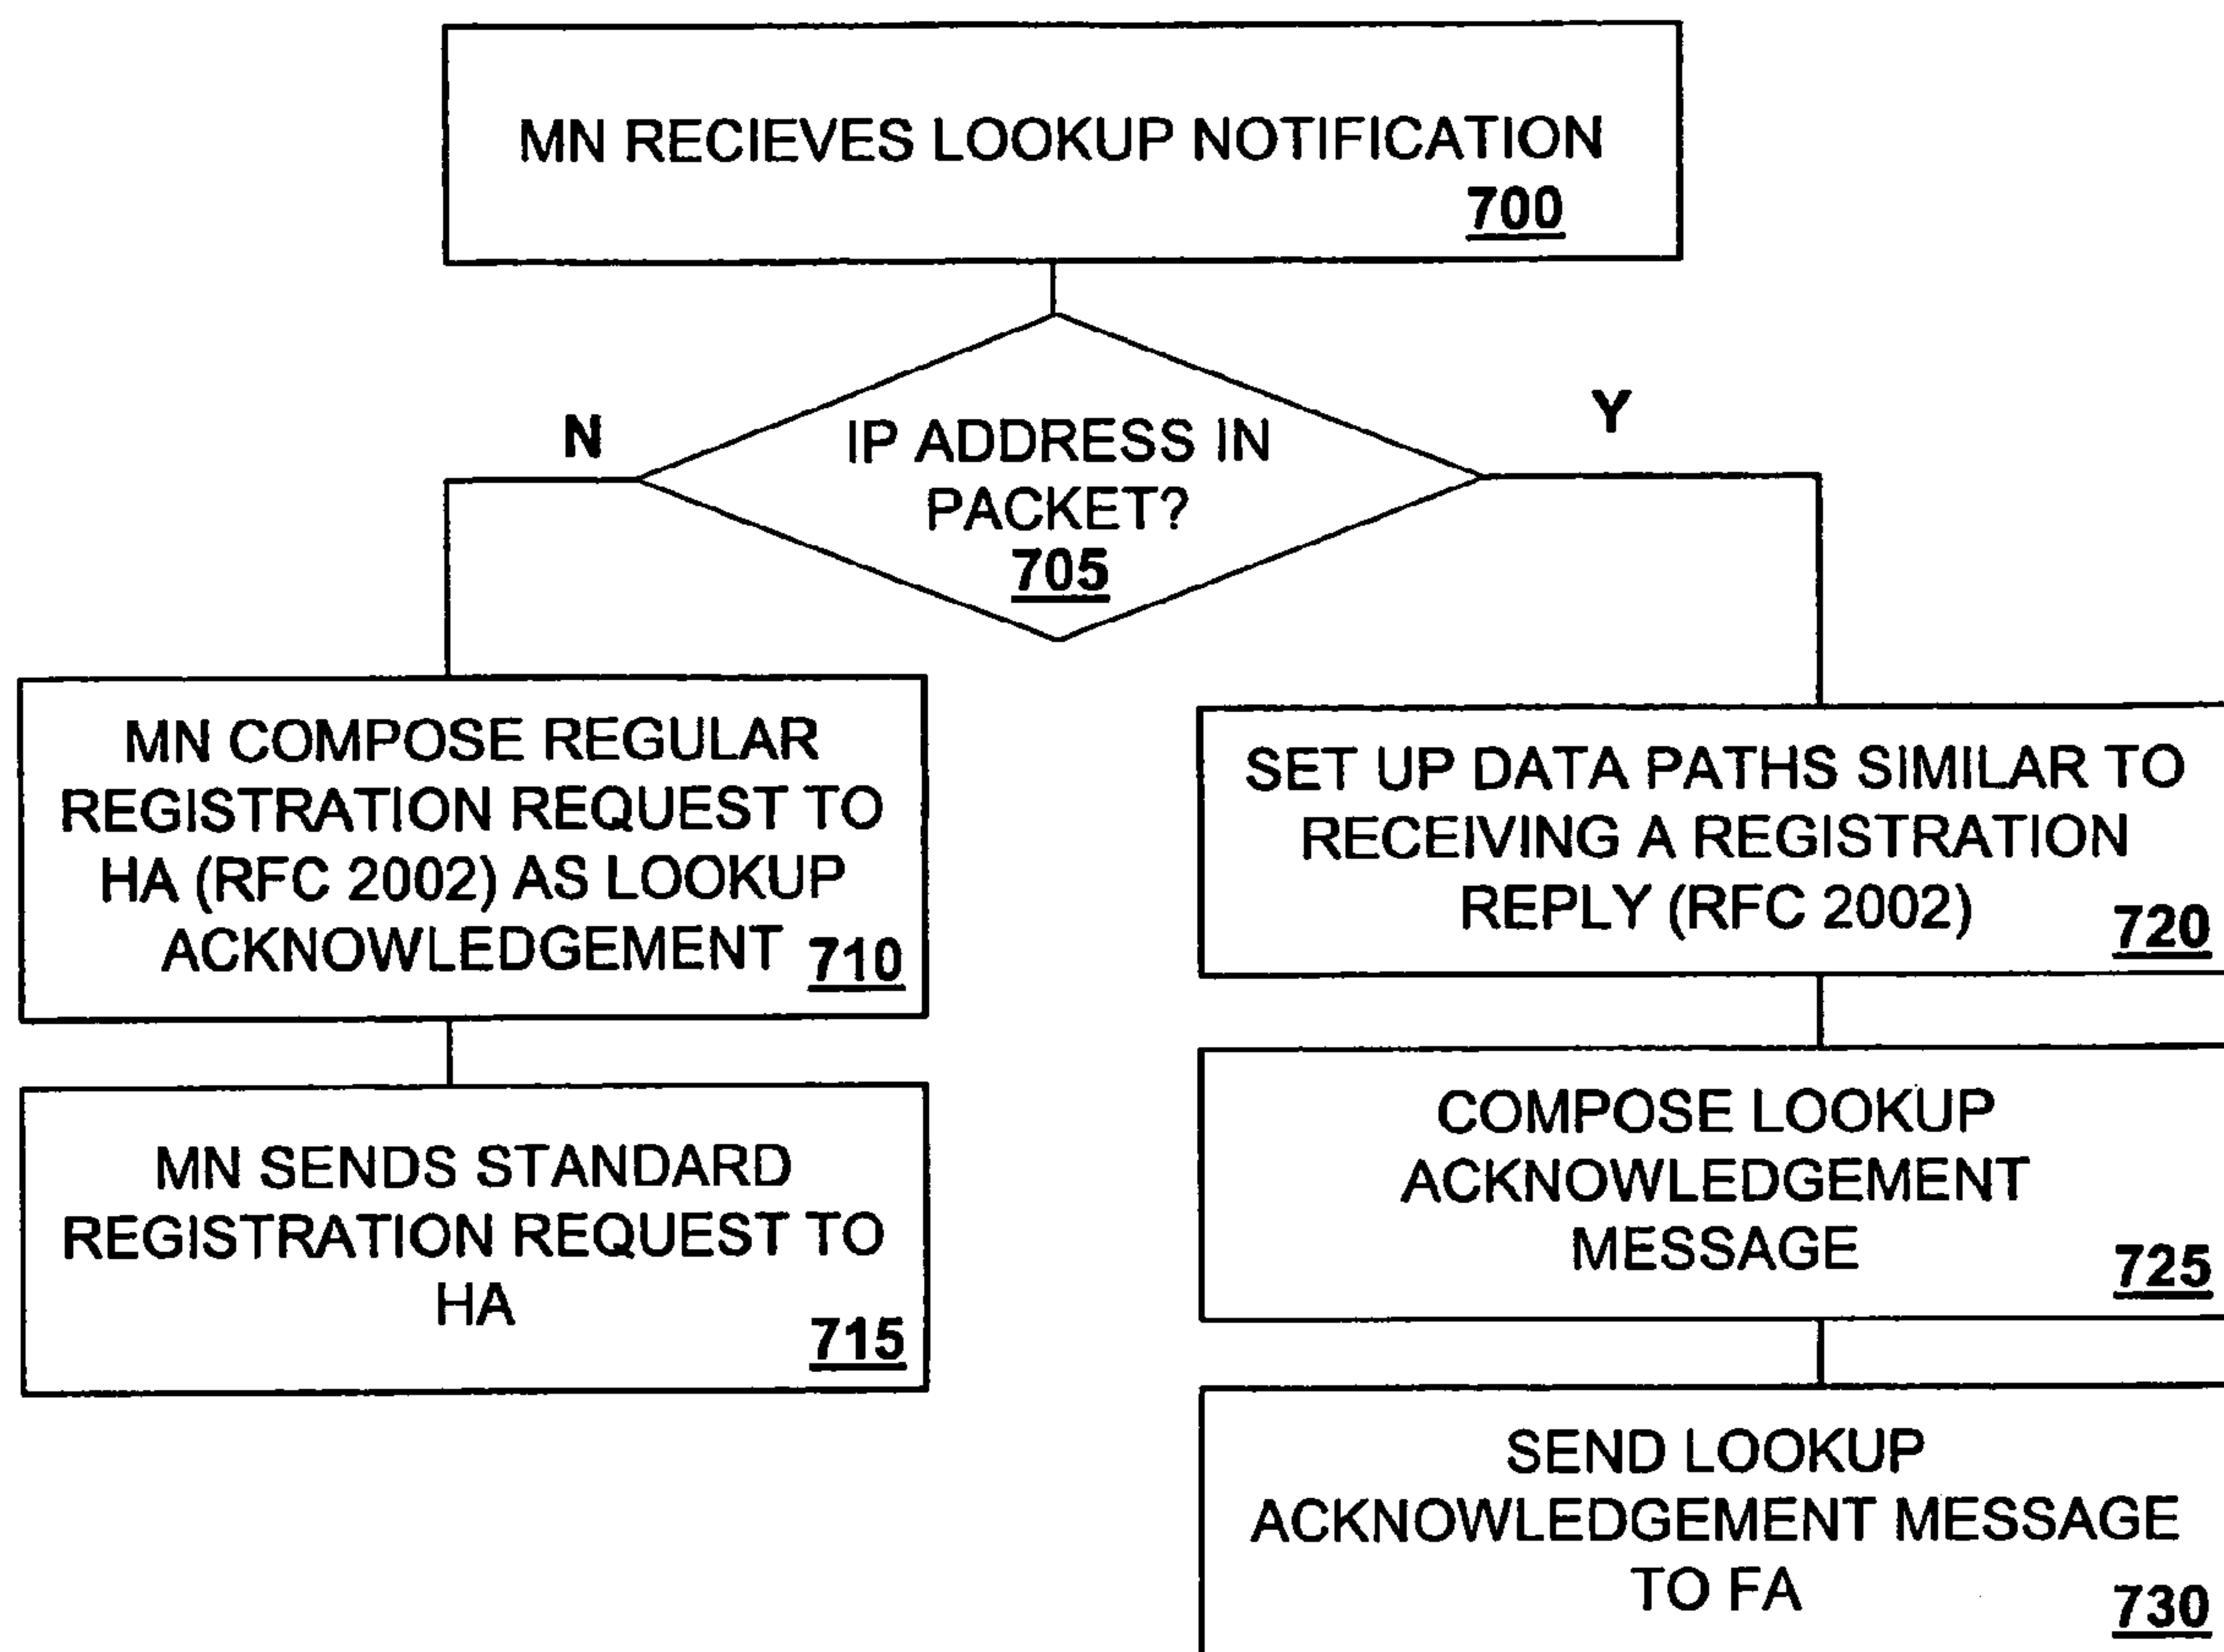 MN RECIEVES LOOKUP NOTIFICATION
700
N
Y
IP ADDRESS IN
PACKET?
705
MN COMPOSE REGULAR
REGISTRATION REQUEST TO
HA (RFC 2002) AS LOOKUP
ACKNOWLEDGEMENT 710
MN SENDS STANDARD
REGISTRATION REQUEST TO
HA
715
SET UP DATA PATHS SIMILAR TO
RECEIVING A REGISTRATION
REPLY (RFC 2002)
720
COMPOSE LOOKUP
ACKNOWLEDGEMENT
MESSAGE
725
SEND LOOKUP
ACKNOWLEDGEMENT MESSAGE
TO FA
730